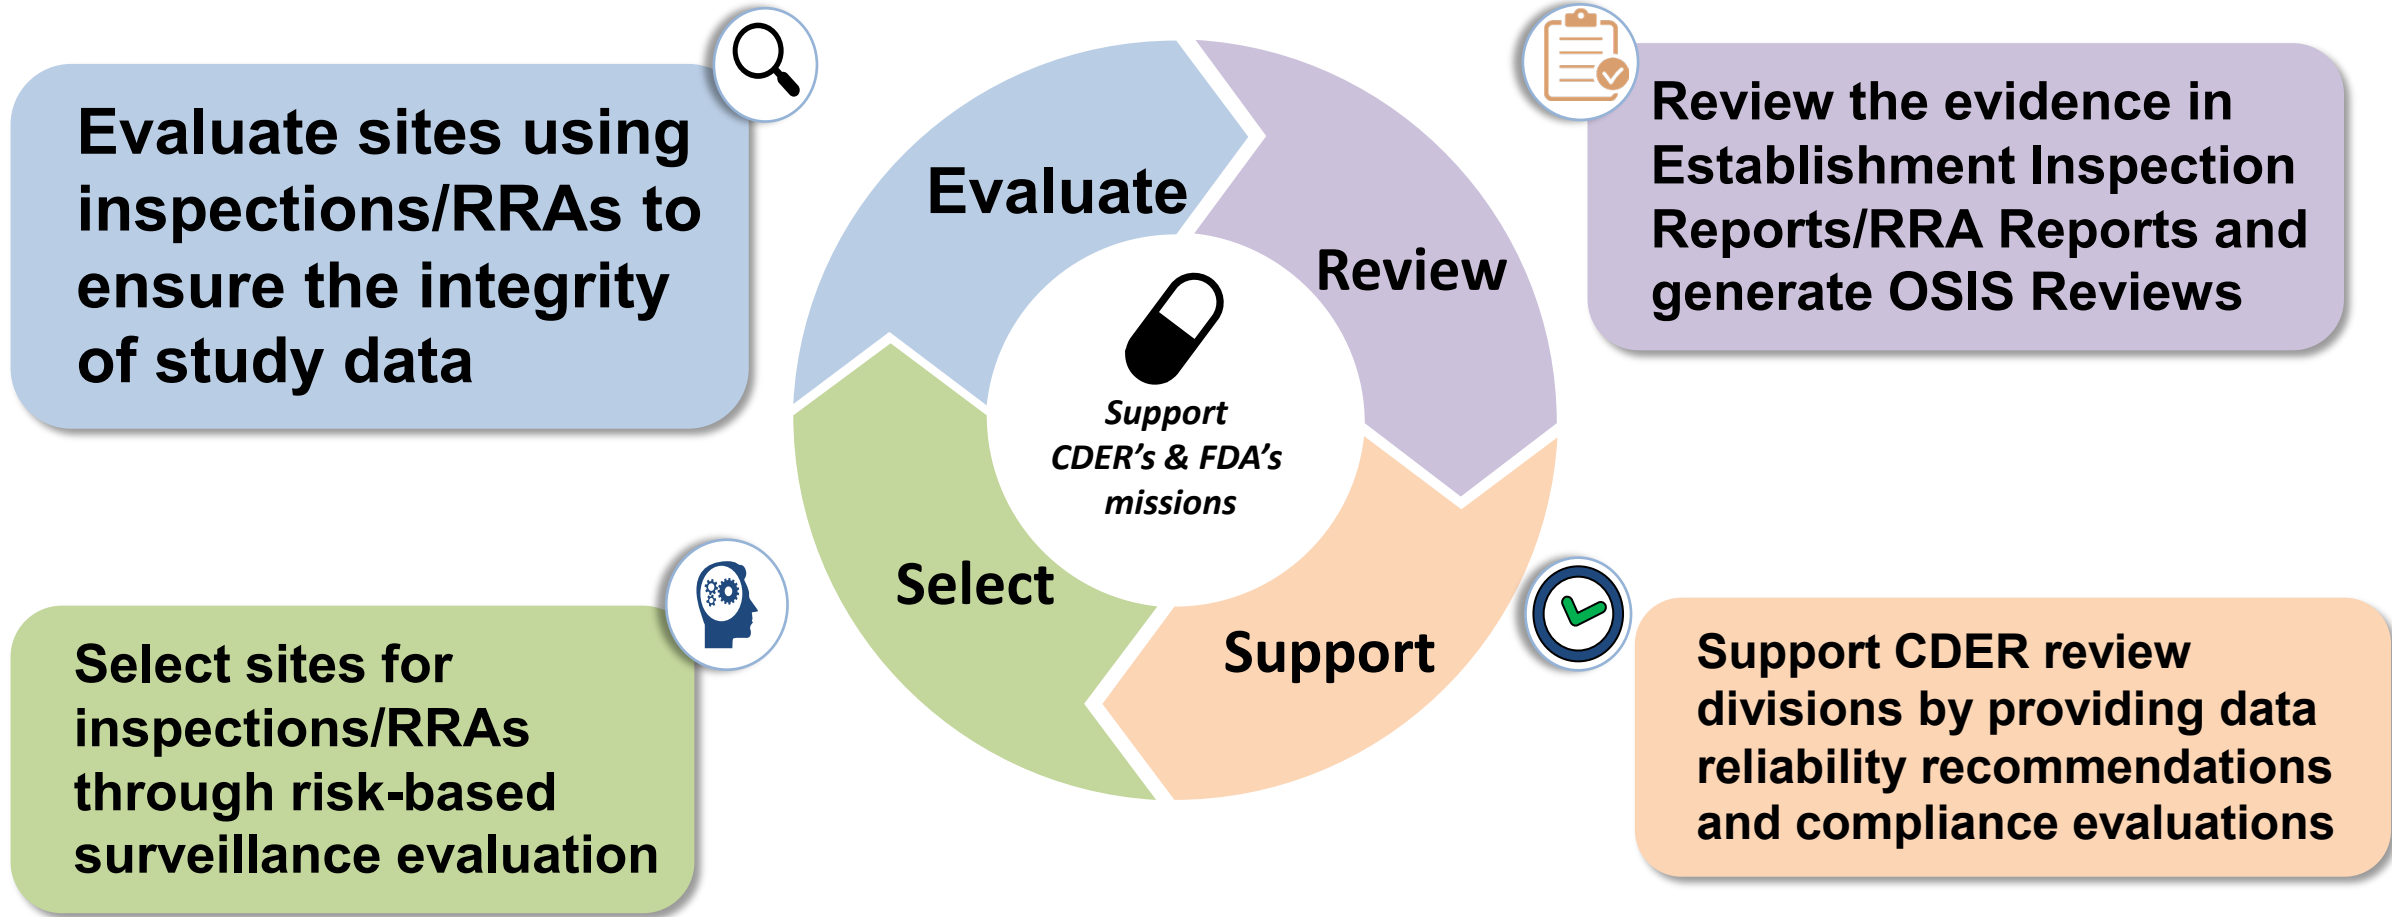 Evaluate sites using
inspections/RRAs to
ensure the integrity
of study data
Evaluate
Review
Review the evidence in
Establishment Inspection
Reports/RRA Reports and
generate OSIS Reviews
Support
CDER’s & FDA’s
missions
Select
Support
Select sites for
inspections/RRAs
through risk-based
surveillance evaluation
Support CDER review
divisions by providing data
reliability recommendations
and compliance evaluations